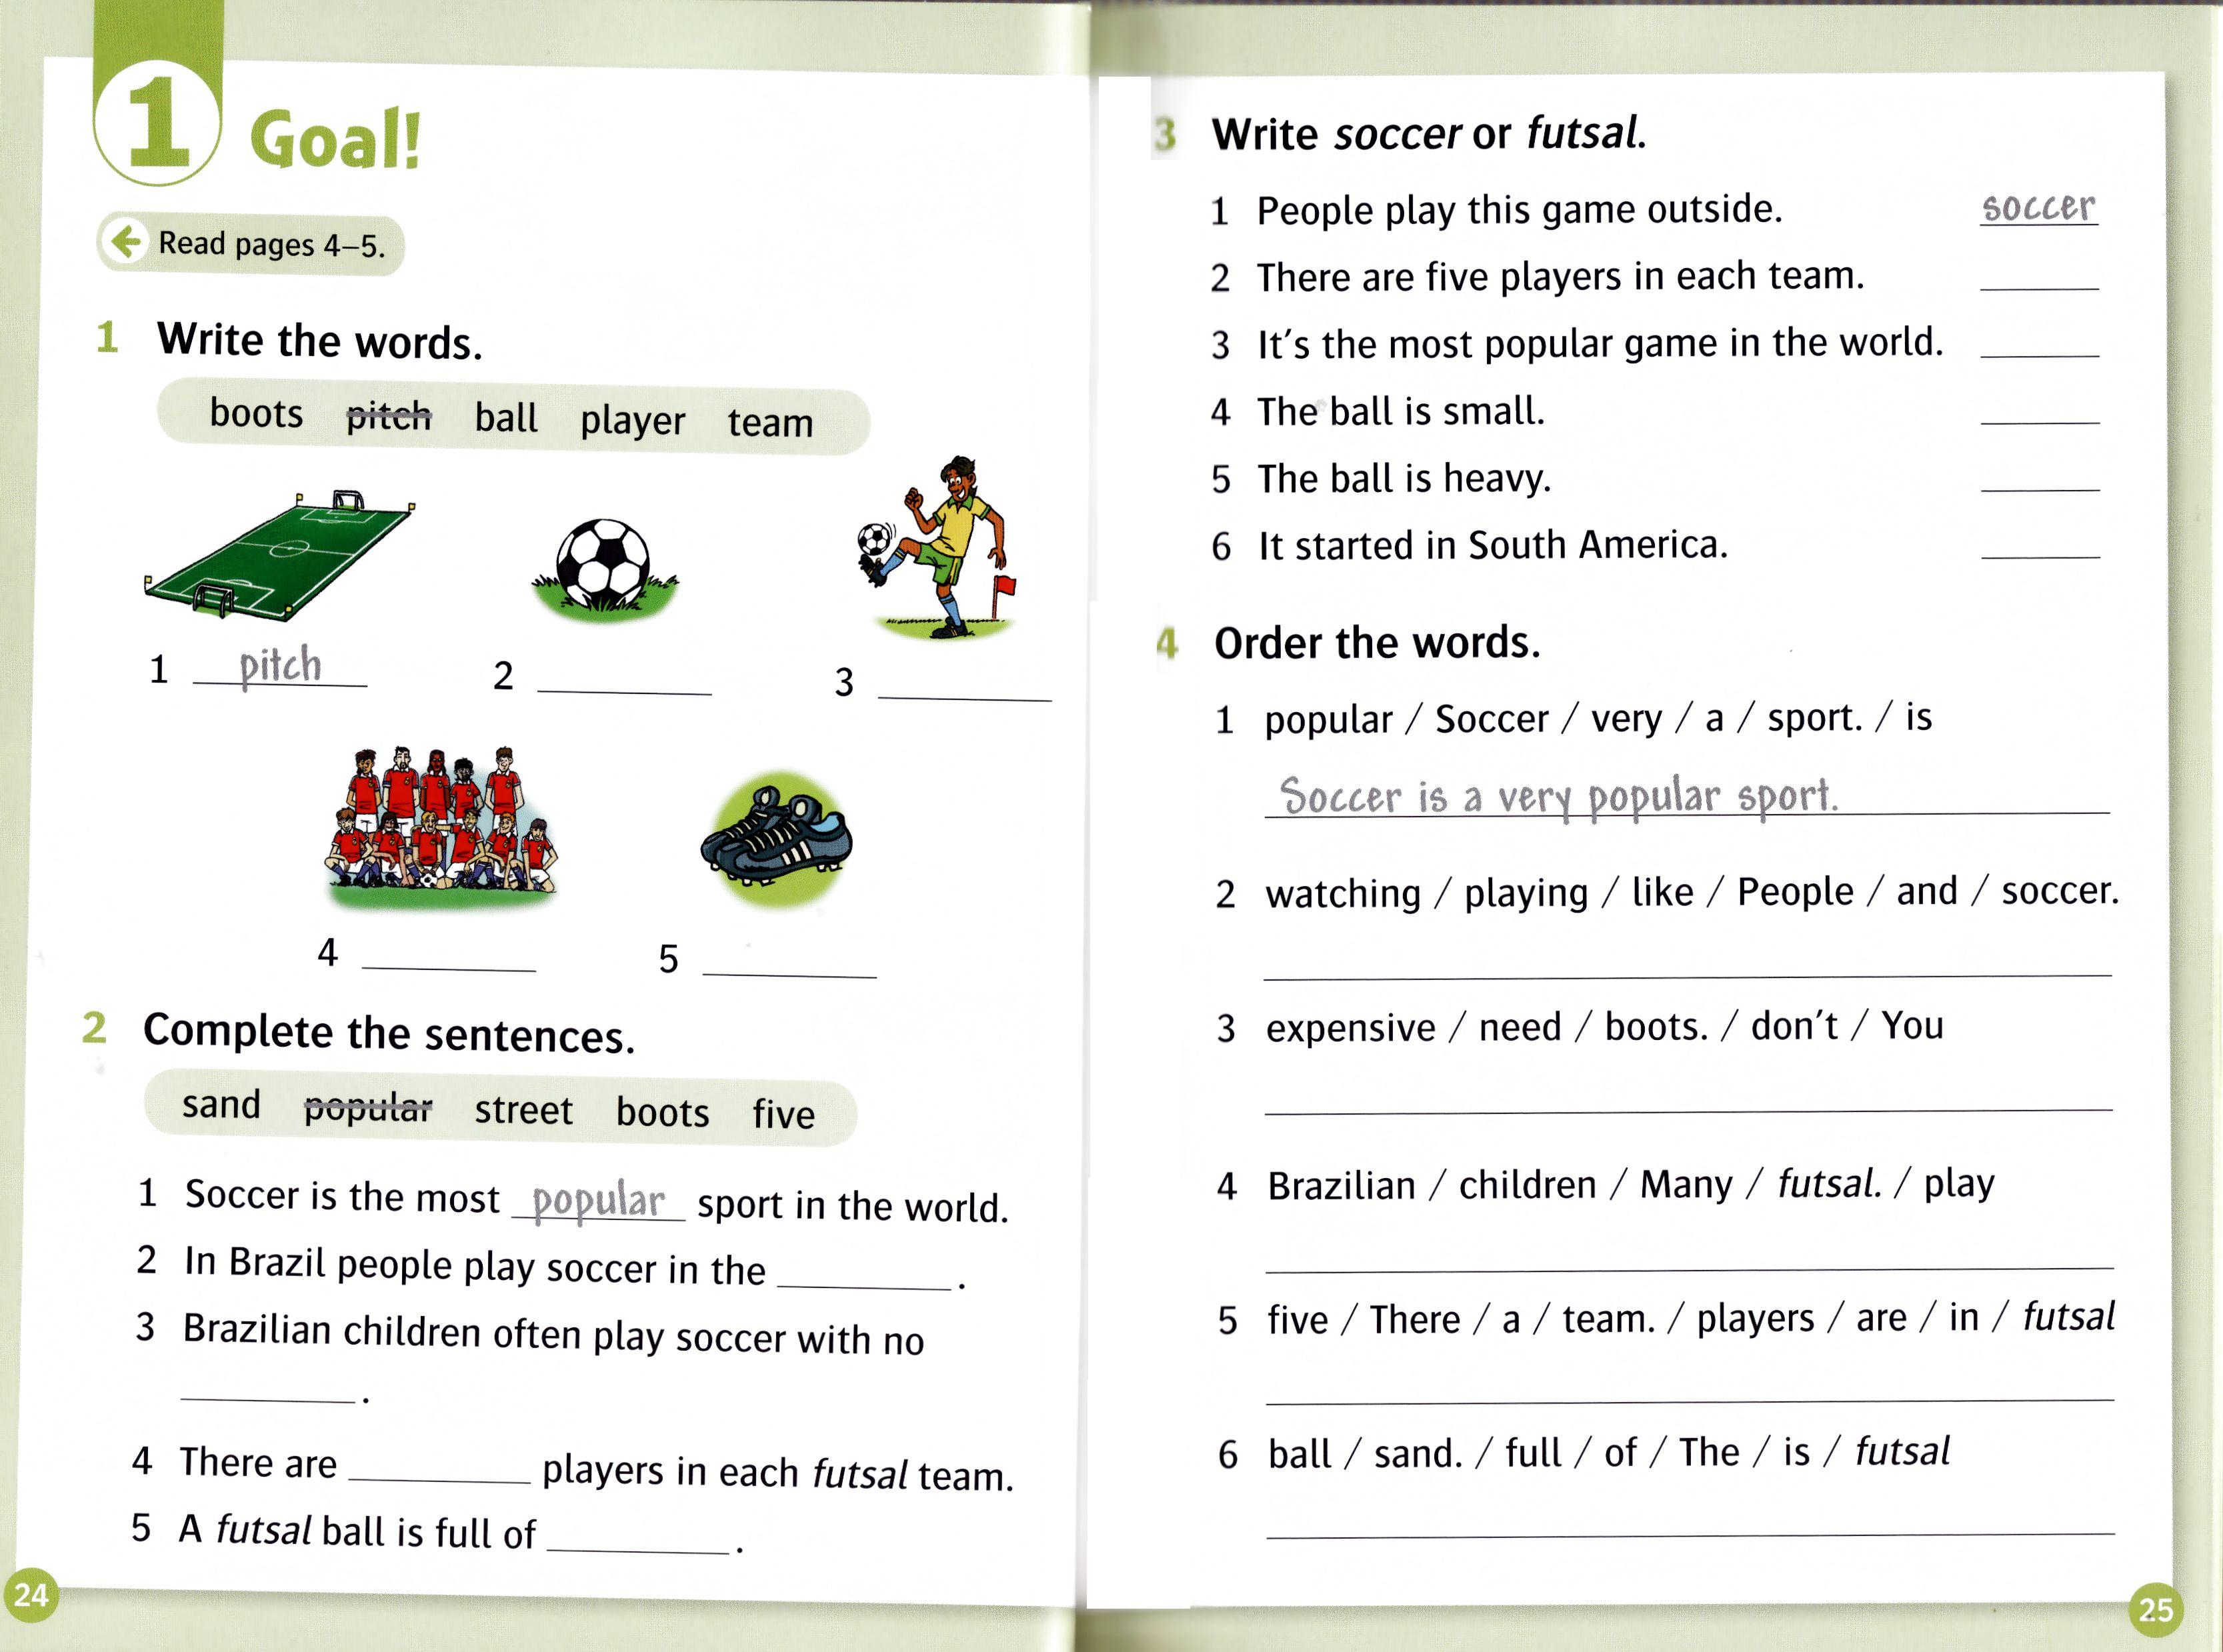 1 Goal!
Read pages 4–5.
1 Write the words.
boots pitch ball player team
1 pitch 2 ________ 3 ________
4 ________ 5 ________
2 Complete the sentences.
sand popular street boots five
1 Soccer is the most popular sport in the world.
2 In Brazil people play soccer in the ________.
3 Brazilian children often play soccer with no
________.
4 There are ________ players in each futsal team.
5 A futsal ball is full of ________.
24
3 Write soccer or futsal.
1 People play this game outside. soccer
2 There are five players in each team. ________
3 It's the most popular game in the world. ________
4 The ball is small. ________
5 The ball is heavy. ________
6 It started in South America. ________
4 Order the words.
1 popular / Soccer / very / a / sport. / is
Soccer is a very popular sport.
2 watching / playing / like / People / and / soccer.
3 expensive / need / boots. / don't / You
4 Brazilian / children / Many / futsal. / play
5 five / There / a / team. / players / are / in / futsal
6 ball / sand. / full / of / The / is / futsal
25